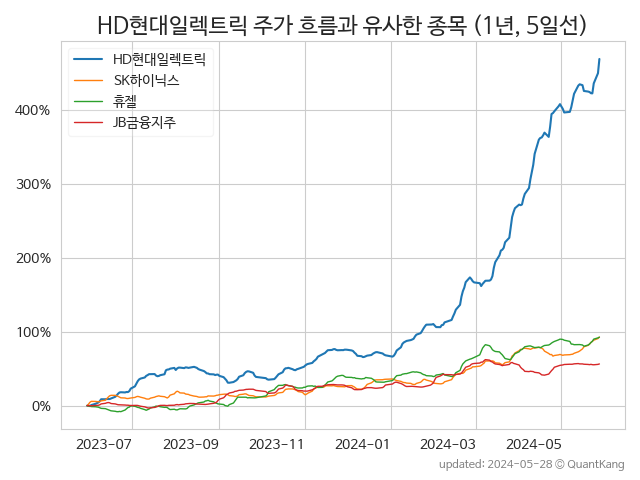 HD현대일렉트릭 주가 흐름과 유사한 종목 (1년, 5일선)
HD현대일렉트릭
SK하이닉스
휴젤
JB금융지주
400%
300%
200%
100%
0%
2023-07 2023-09 2023-11 2024-01 2024-03 2024-05
updated: 2024-05-28 © QuantKang